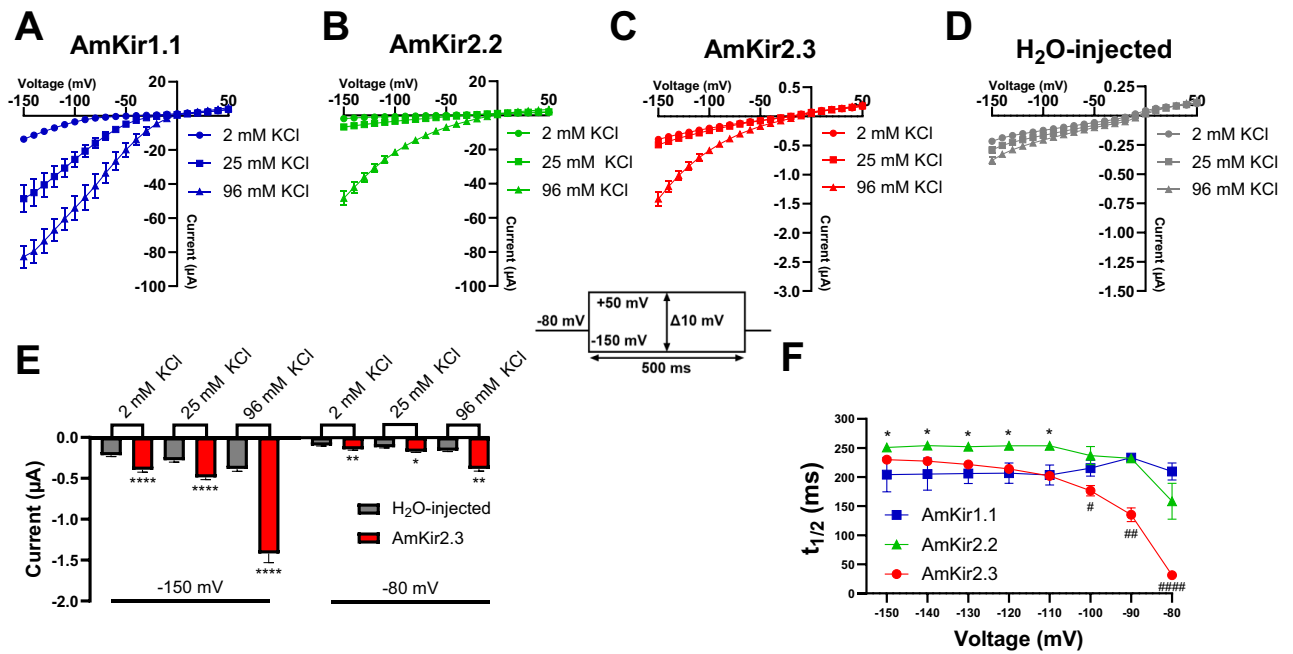 A
AmKir1.1
Voltage (mV)
-150 -100 -50 50
20
-20
-40
-60
-80
-100
Current (µA)
2 mM KCl
25 mM KCl
96 mM KCl
B
AmKir2.2
Voltage (mV)
-150 -100 -50 50
20
-20
-40
-60
-80
-100
Current (µA)
2 mM KCl
25 mM KCl
96 mM KCl
C
AmKir2.3
Voltage (mV)
-150 -100 -50 50
0.5
-0.5
-1.0
-1.5
-2.0
-2.5
-3.0
Current (µA)
2 mM KCl
25 mM KCl
96 mM KCl
D
H2O-injected
Voltage (mV)
-150 -100 -50 50
0.25
-0.25
-0.50
-0.75
-1.00
-1.25
-1.50
Current (µA)
2 mM KCl
25 mM KCl
96 mM KCl
-80 mV
+50 mV
Δ10 mV
-150 mV
500 ms
E
2 mM KCl 25 mM KCl 96 mM KCl 2 mM KCl 25 mM KCl 96 mM KCl
Current (µA)
0.0
-0.5
-1.0
-1.5
-2.0
**** **** **** ** * **
H2O-injected
AmKir2.3
-150 mV -80 mV
F
t1/2 (ms)
300
250
200
150
100
50
0
* * * * *
# ## ####
AmKir1.1
AmKir2.2
AmKir2.3
-150 -140 -130 -120 -110 -100 -90 -80
Voltage (mV)